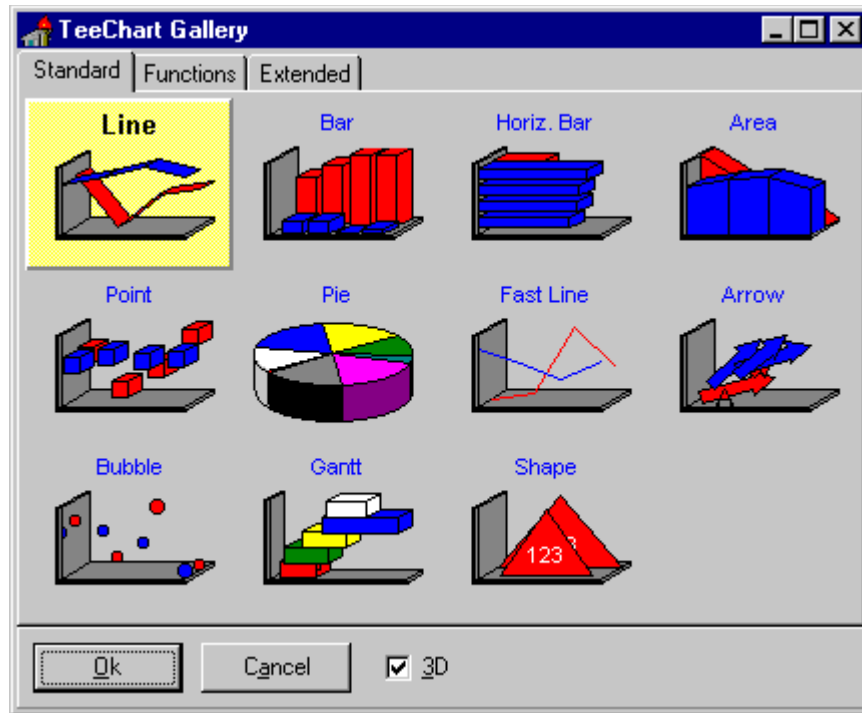 TeeChart Gallery
Standard Functions Extended
Line Bar Horiz. Bar Area
Point Pie Fast Line Arrow
Bubble Gantt Shape
123 3
Ok Cancel 3D